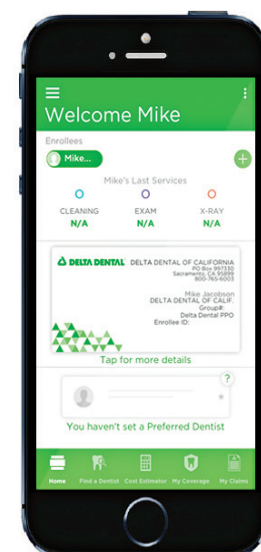 Welcome Mike
Enrollees
Mike...
Mike's Last Services
CLEANING EXAM X-RAY
N/A N/A N/A
DELTA DENTAL DELTA DENTAL OF CALIFORNIA
PO Box 997330
Sacramento, CA 95899
800-765-6003
Mike Jacobson
DELTA DENTAL OF CALIF.
Group#:
Delta Dental PPO
Enrollee ID:
Tap for more details
?
You haven't set a Preferred Dentist
Home Find a Dentist Cost Estimator My Coverage My Claims